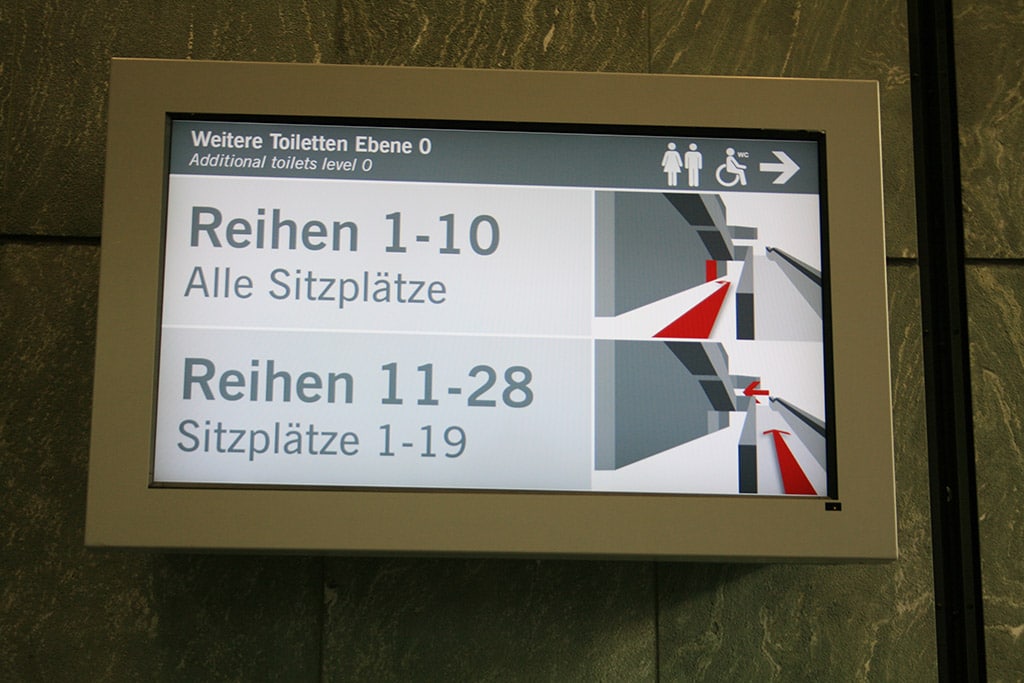 Weitere Toiletten Ebene 0
Additional toilets level 0
WC
Reihen 1-10
Alle Sitzplätze
Reihen 11-28
Sitzplätze 1-19